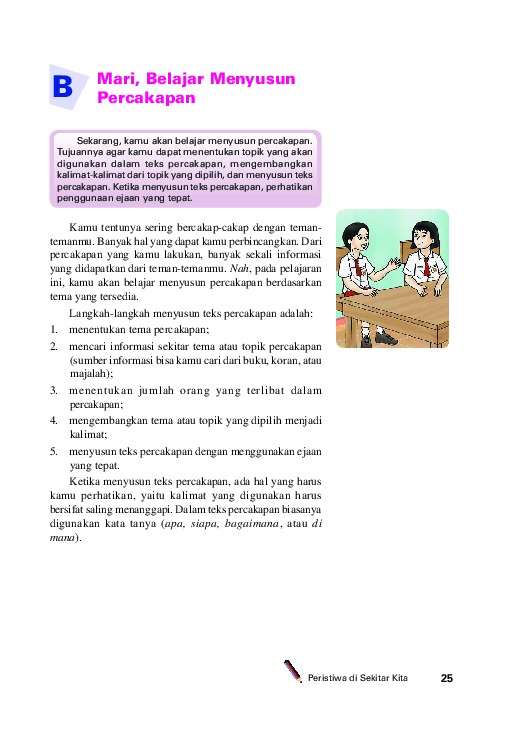 B
Mari, Belajar Menyusun
Percakapan
Sekarang, kamu akan belajar menyusun percakapan.
Tujuannya agar kamu dapat menentukan topik yang akan
digunakan dalam teks percakapan, mengembangkan
kalimat-kalimat dari topik yang dipilih, dan menyusun teks
percakapan. Ketika menyusun teks percakapan, perhatikan
penggunaan ejaan yang tepat.
Kamu tentunya sering bercakap-cakap dengan teman-
temanmu. Banyak hal yang dapat kamu perbincangkan. Dari
percakapan yang kamu lakukan, banyak sekali informasi
yang didapatkan dari teman-temanmu. Nah, pada pelajaran
ini, kamu akan belajar menyusun percakapan berdasarkan
tema yang tersedia.
Langkah-langkah menyusun teks percakapan adalah:
1. menentukan tema percakapan;
2. mencari informasi sekitar tema atau topik percakapan
(sumber informasi bisa kamu cari dari buku, koran, atau
majalah);
3. menentukan jumlah orang yang terlibat dalam
percakapan;
4. mengembangkan tema atau topik yang dipilih menjadi
kalimat;
5. menyusun teks percakapan dengan menggunakan ejaan
yang tepat.
Ketika menyusun teks percakapan, ada hal yang harus
kamu perhatikan, yaitu kalimat yang digunakan harus
bersifat saling menanggapi. Dalam teks percakapan biasanya
digunakan kata tanya (apa, siapa, bagaimana, atau di
mana).
Peristiwa di Sekitar Kita 25